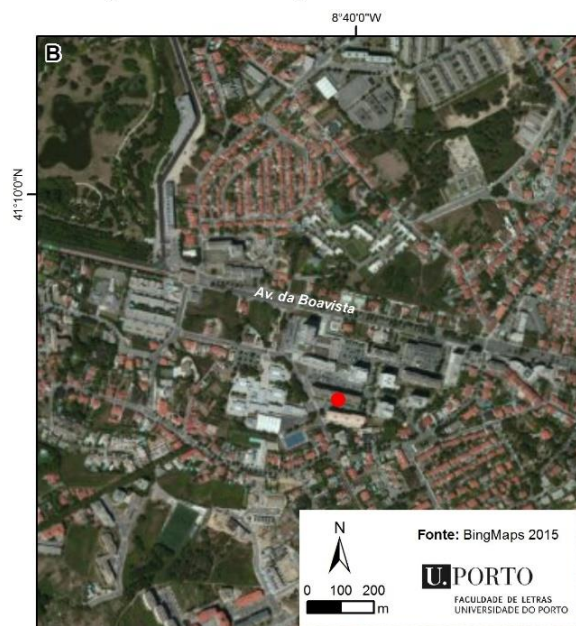 8°40'0"W
B
41°10'0"N
Av. da Boavista
N
Fonte: BingMaps 2015
0 100 200
m
U. PORTO
FACULDADE DE LETRAS
UNIVERSIDADE DO PORTO